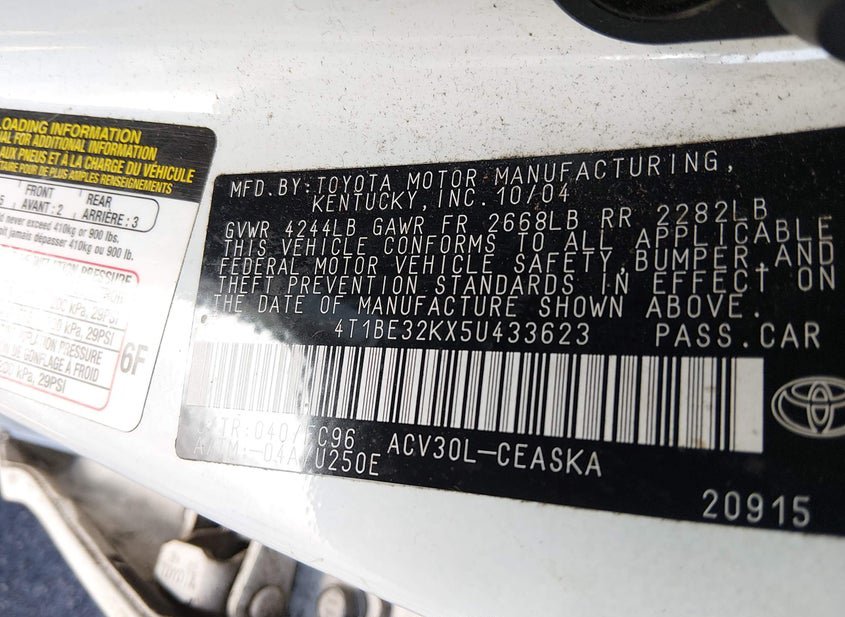 LOADING INFORMATION
FOR ADDITIONAL INFORMATION
AUX PNEUS ET À LA CHARGE DU VÉHICULE
POUR DE PLUS AMPLES RENSEIGNEMENTS
FRONT
AVANT : 2
REAR
ARRIÈRE : 3
never exceed 410kg or 900 lbs.
jamais dépasser 410kg ou 900 lbs.
PRESSURE
kPa, 29PSI
kPa, 29PSI
PRESSION
DE GONFLAGE À FROID
kPa, 29PSI
6F
MFD. BY: TOYOTA MOTOR MANUFACTURING,
KENTUCKY, INC. 10/04
GVWR 4244LB GAWR FR 2668LB RR 2282LB
THIS VEHICLE CONFORMS TO ALL APPLICABLE
FEDERAL MOTOR VEHICLE SAFETY, BUMPER, AND
THEFT PREVENTION STANDARDS IN EFFECT ON
THE DATE OF MANUFACTURE SHOWN ABOVE.
4T1BE32KX5U433623 PASS.CAR
TR: 040 / FC96 ACV30L-CEASKA
U250E
20915
TOYOTA